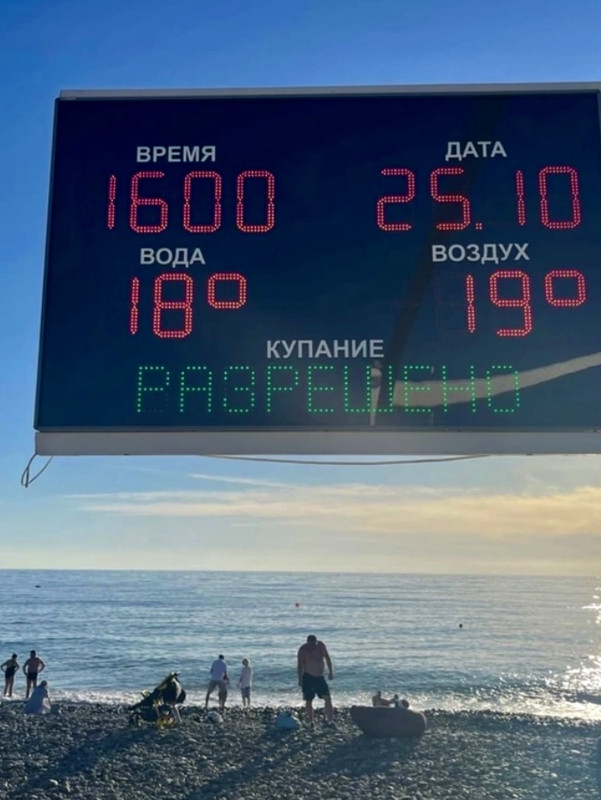 ВРЕМЯ ДАТА
1600 25.10
ВОДА ВОЗДУХ
18° 19°
КУПАНИЕ
РАЗРЕШЕНО